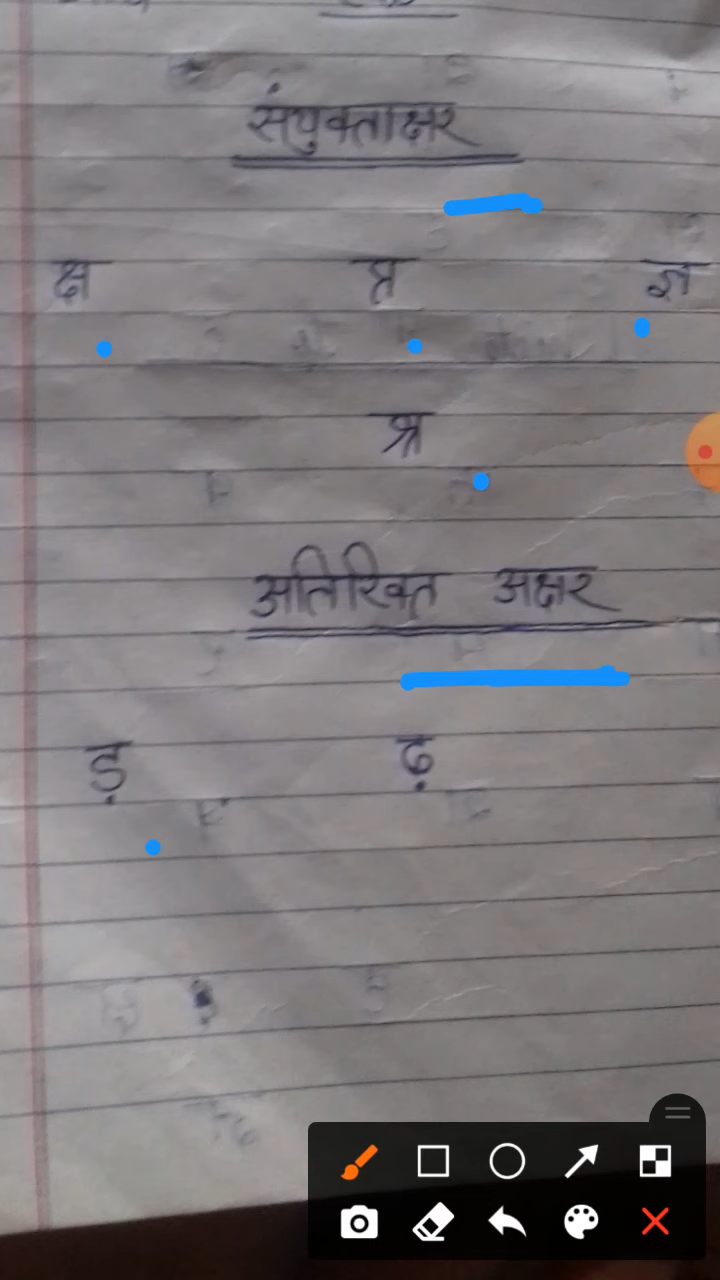 संयुक्ताक्षर
क्ष त्र ज्ञ
श्र
अतिरिक्त अक्षर
ड़ ढ़